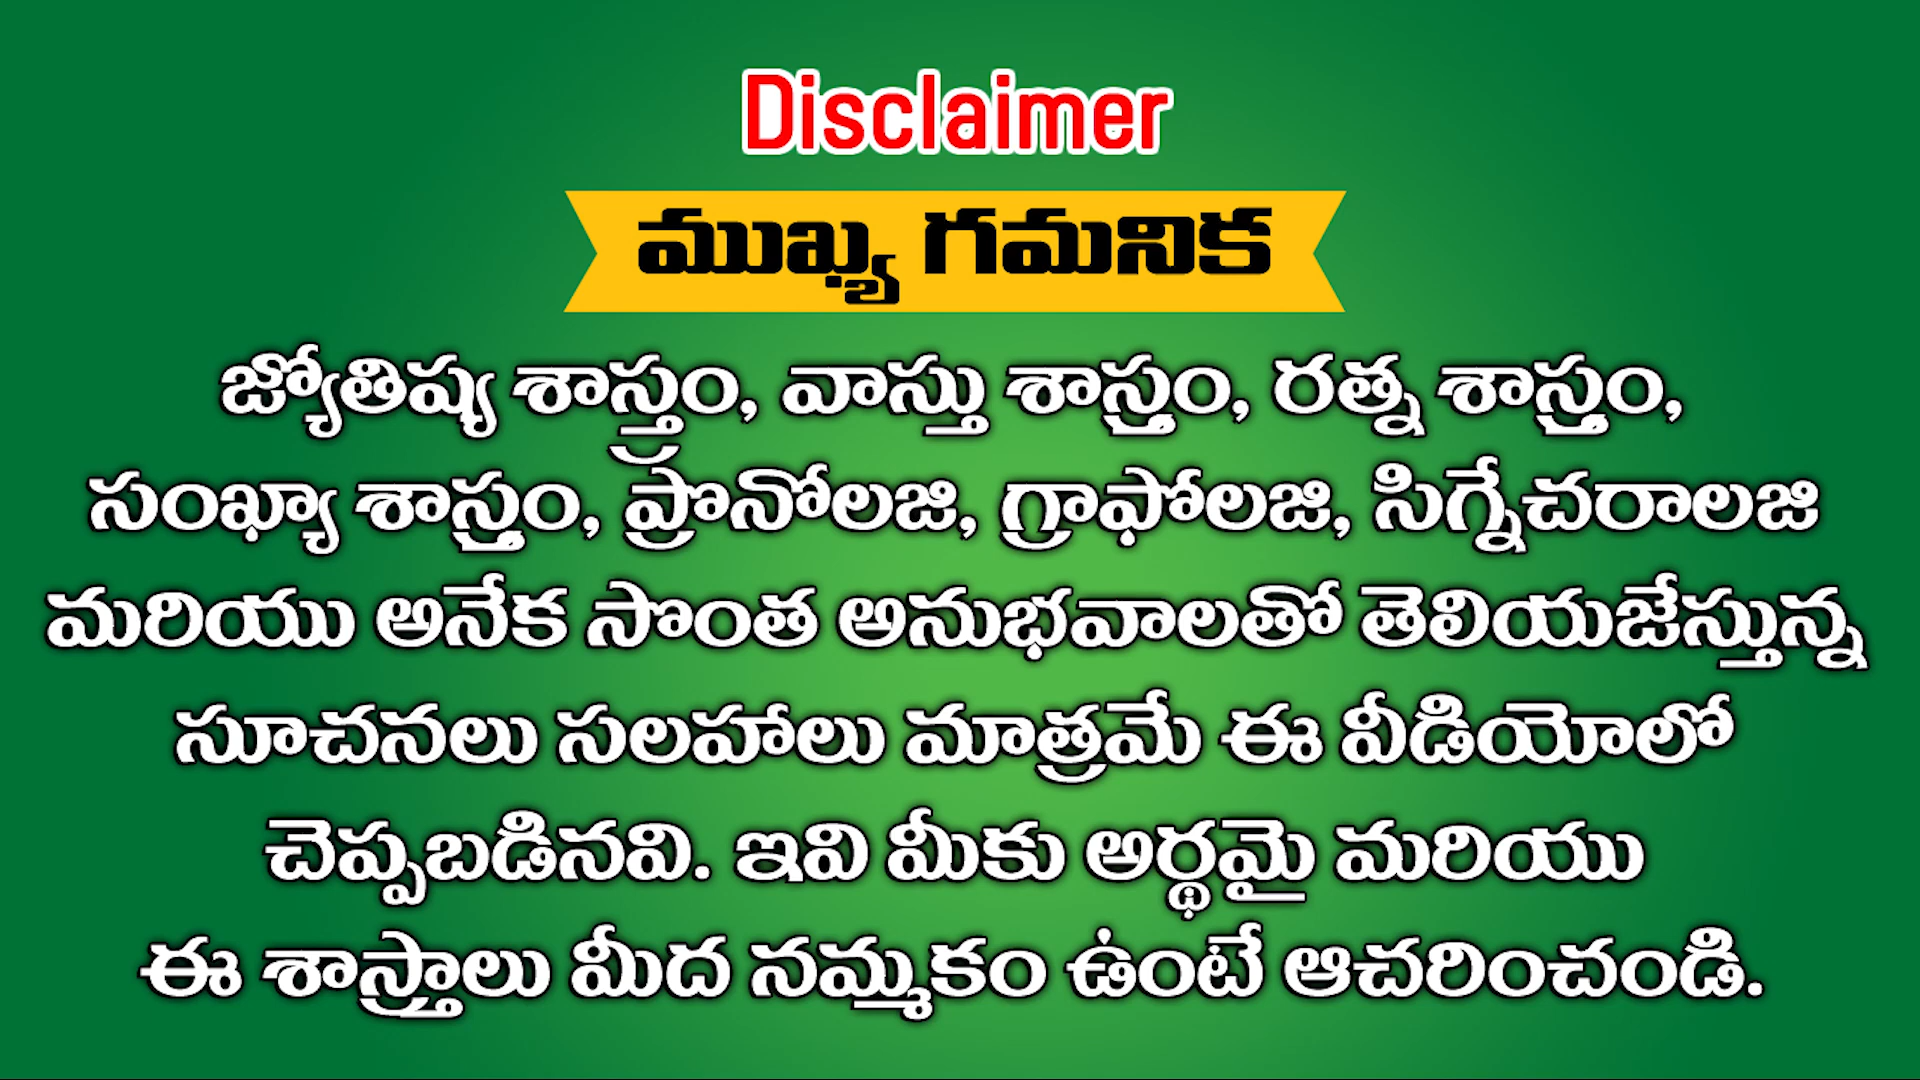 Disclaimer
ముఖ్య గమనిక
జ్యోతిష్య శాస్త్రం, వాస్తు శాస్త్రం, రత్న శాస్త్రం,
సంఖ్యా శాస్త్రం, ప్రొనోలజి, గ్రాఫోలజి, సిగ్నేచరాలజి
మరియు అనేక సొంత అనుభవాలతో తెలియజేస్తున్న
సూచనలు సలహాలు మాత్రమే ఈ వీడియోలో
చెప్పబడినవి. ఇవి మీకు అర్థమై మరియు
ఈ శాస్త్రాలు మీద నమ్మకం ఉంటే ఆచరించండి.